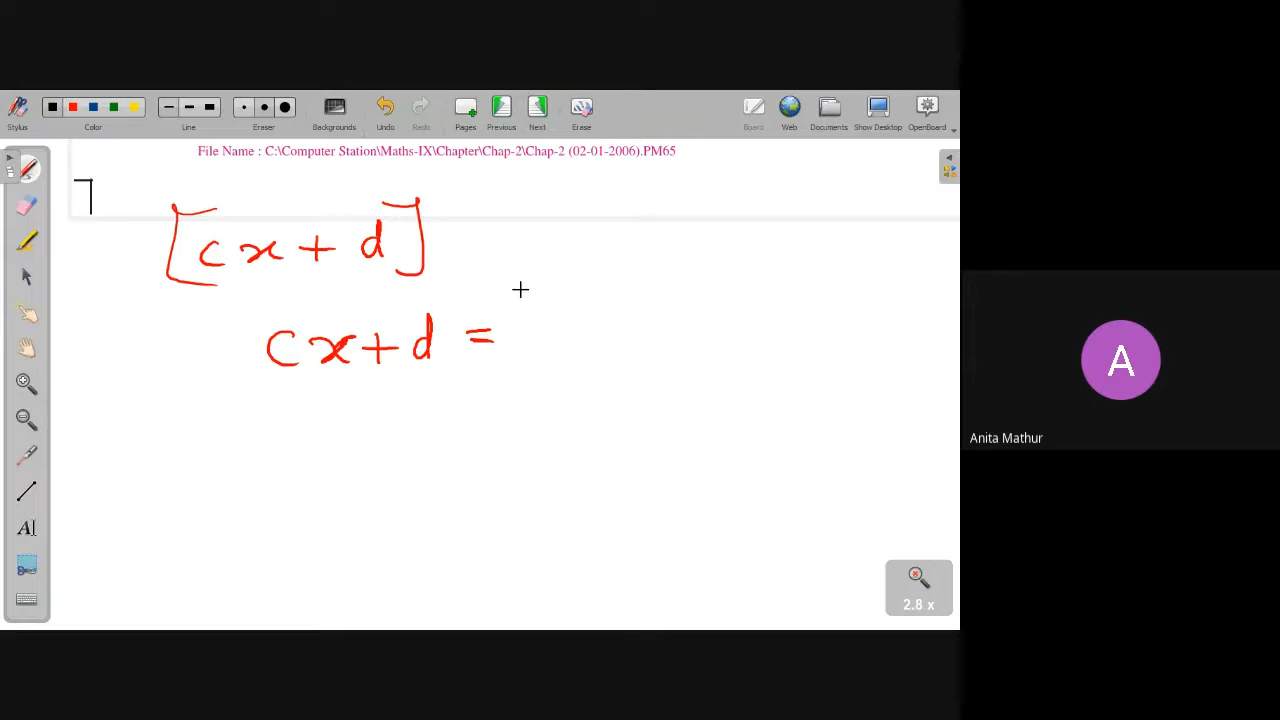 Stylus
Color
Line
Eraser
Backgrounds
Undo
Redo
Pages
Previous
Next
Erase
Board
Web
Documents
Show Desktop
OpenBoard
File Name : C:\Computer Station\Maths-IX\Chapter\Chap-2\Chap-2 (02-01-2006).PM65
[cx + d]
cx + d =
A
Anita Mathur
AI
2.8 x